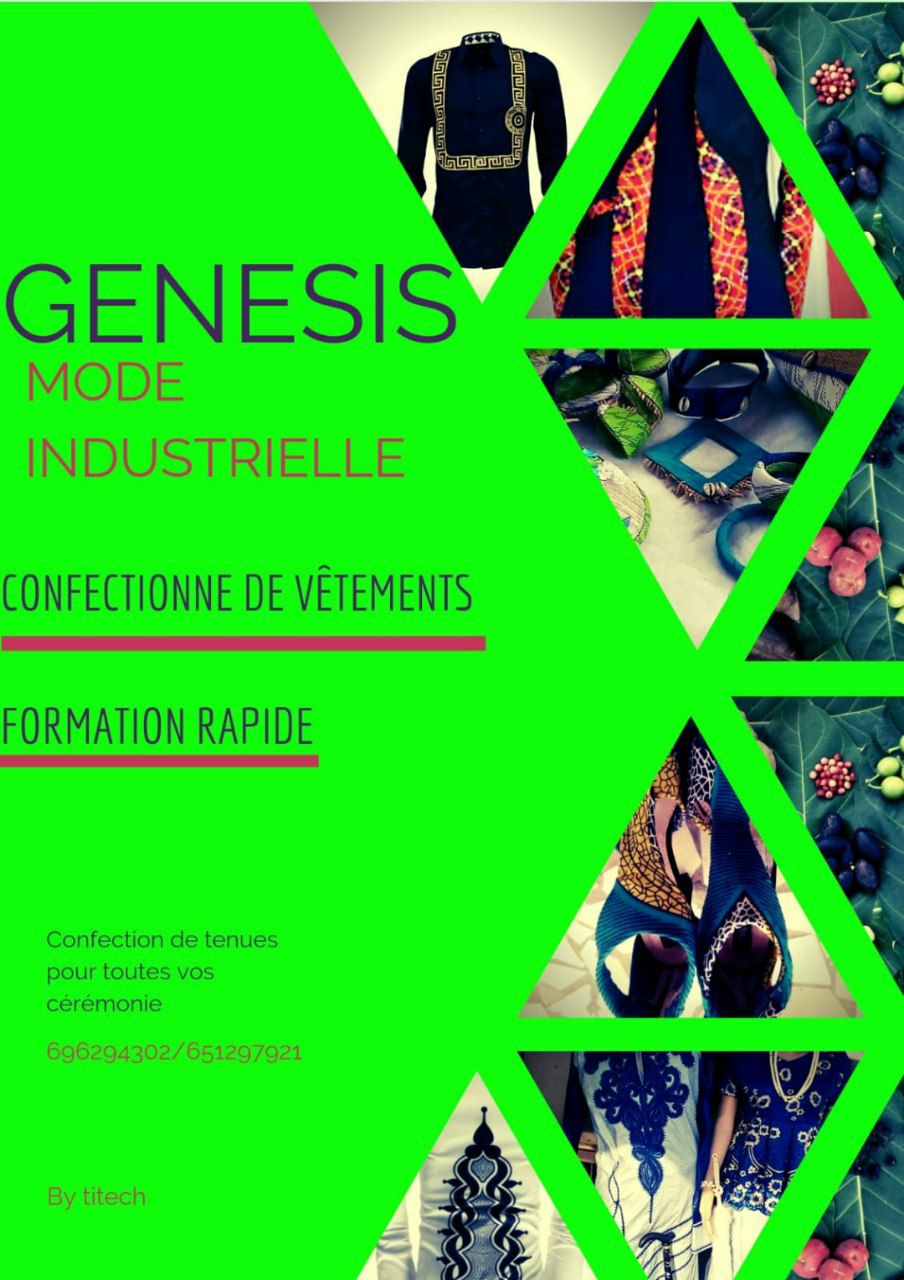 GENESIS
MODE
INDUSTRIELLE
CONFECTIONNE DE VÊTEMENTS
FORMATION RAPIDE
Confection de tenues
pour toutes vos
cérémonie
696294302/651297921
By titech